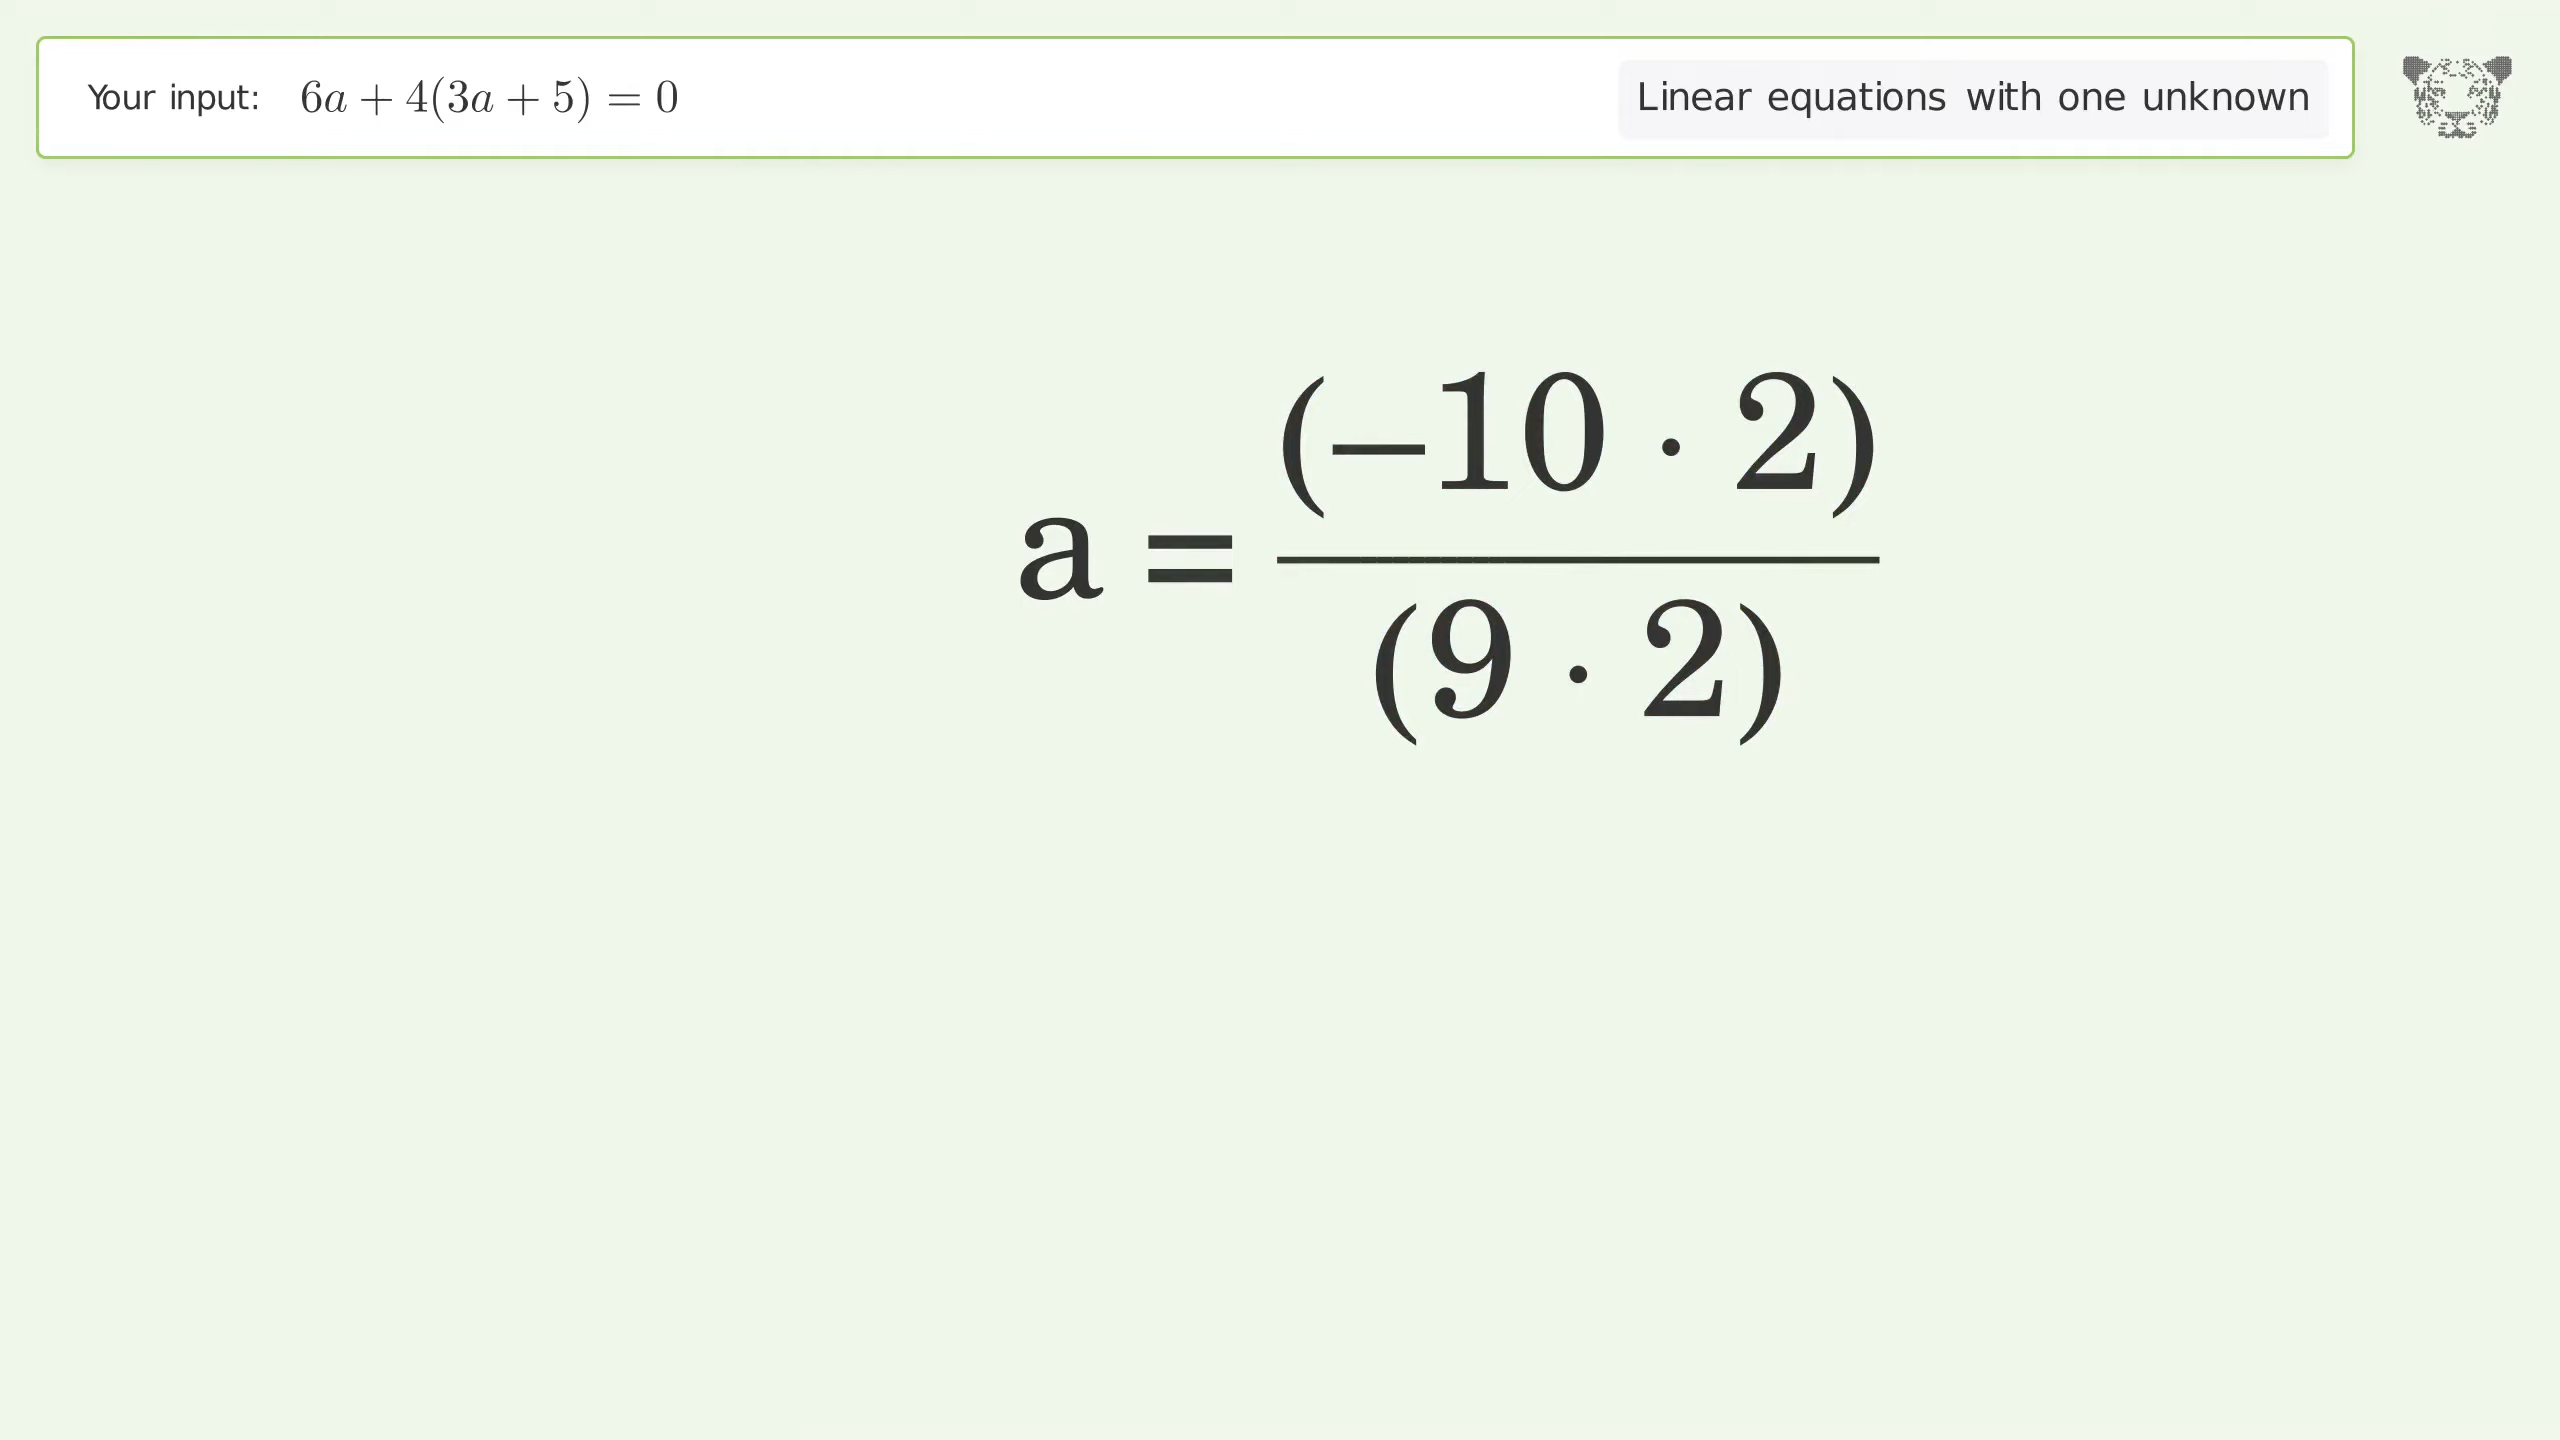 Your input: 6a + 4(3a + 5) = 0
Linear equations with one unknown
(−10 · 2)
a =
(9 · 2)